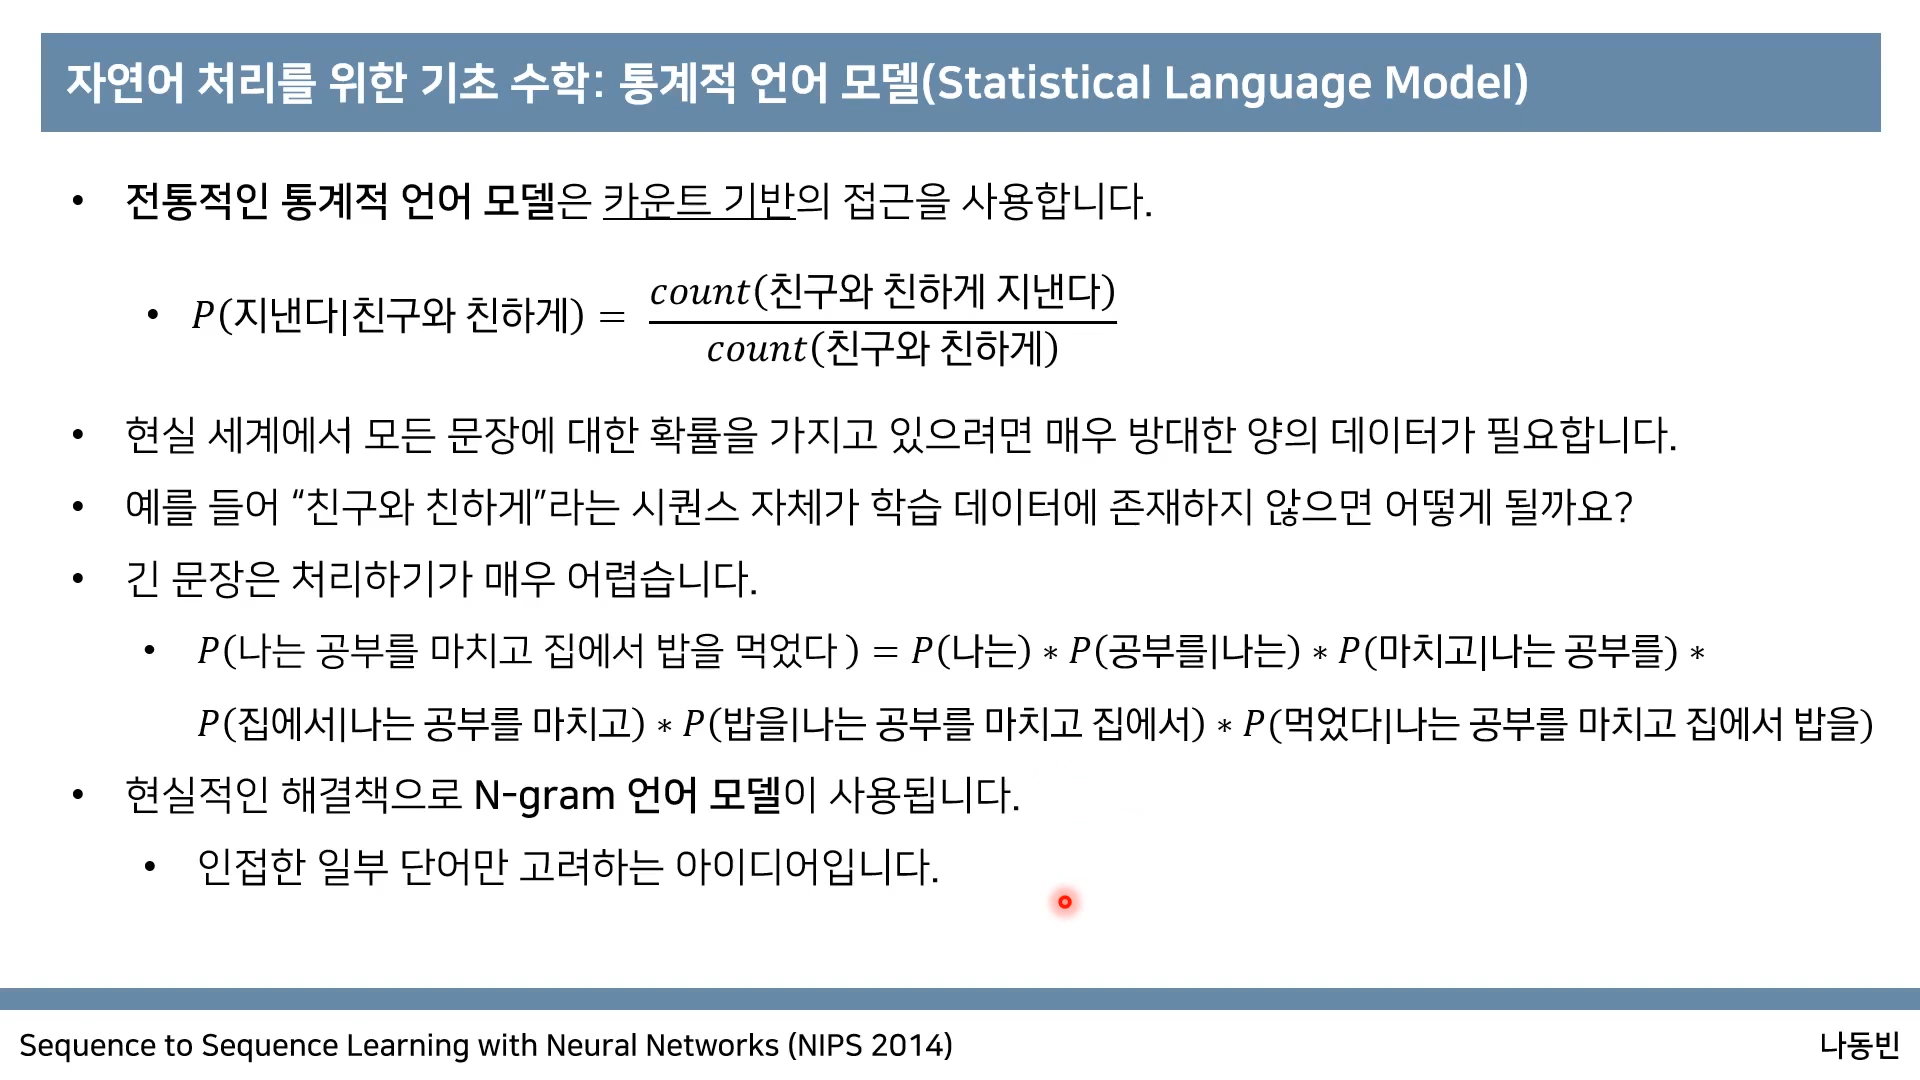 자연어 처리를 위한 기초 수학: 통계적 언어 모델(Statistical Language Model)
• 전통적인 통계적 언어 모델은 카운트 기반의 접근을 사용합니다.
• P(지낸다|친구와 친하게) = count(친구와 친하게 지낸다)
count(친구와 친하게)
• 현실 세계에서 모든 문장에 대한 확률을 가지고 있으려면 매우 방대한 양의 데이터가 필요합니다.
• 예를 들어 “친구와 친하게”라는 시퀀스 자체가 학습 데이터에 존재하지 않으면 어떻게 될까요?
• 긴 문장은 처리하기가 매우 어렵습니다.
• P(나는 공부를 마치고 집에서 밥을 먹었다 ) = P(나는) ∗ P(공부를|나는) ∗ P(마치고|나는 공부를) ∗
P(집에서|나는 공부를 마치고) ∗ P(밥을|나는 공부를 마치고 집에서) ∗ P(먹었다|나는 공부를 마치고 집에서 밥을)
• 현실적인 해결책으로 N-gram 언어 모델이 사용됩니다.
• 인접한 일부 단어만 고려하는 아이디어입니다.
Sequence to Sequence Learning with Neural Networks (NIPS 2014)
나동빈